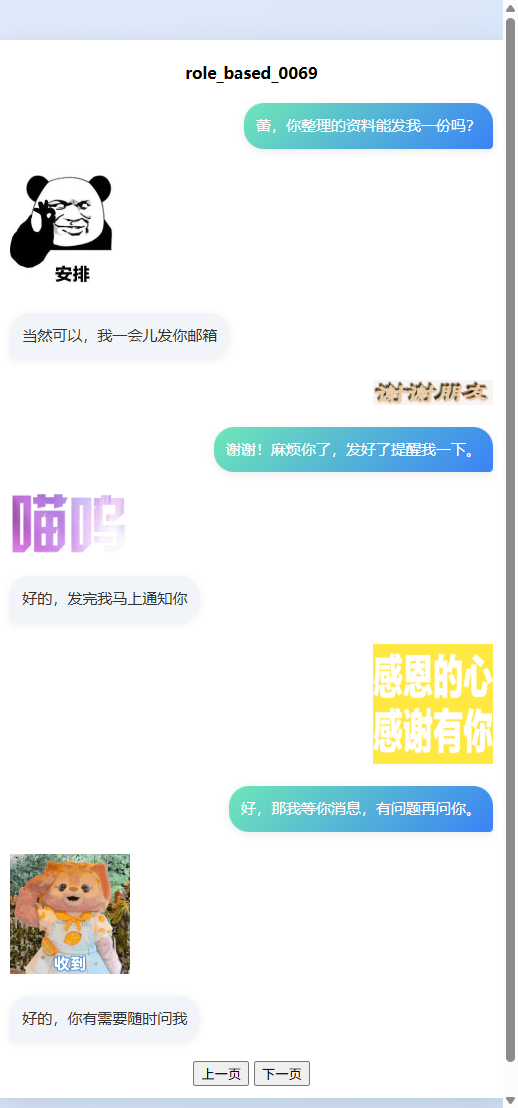 role_based_0069
蕾，你整理的资料能发我一份吗？
安排
当然可以，我一会儿发你邮箱
谢谢朋友
谢谢！麻烦你了，发好了提醒我一下。
喵呜
好的，发完我马上通知你
感恩的心
感谢有你
好，那我等你消息，有问题再问你。
收到
好的，你有需要随时问我
上一页
下一页